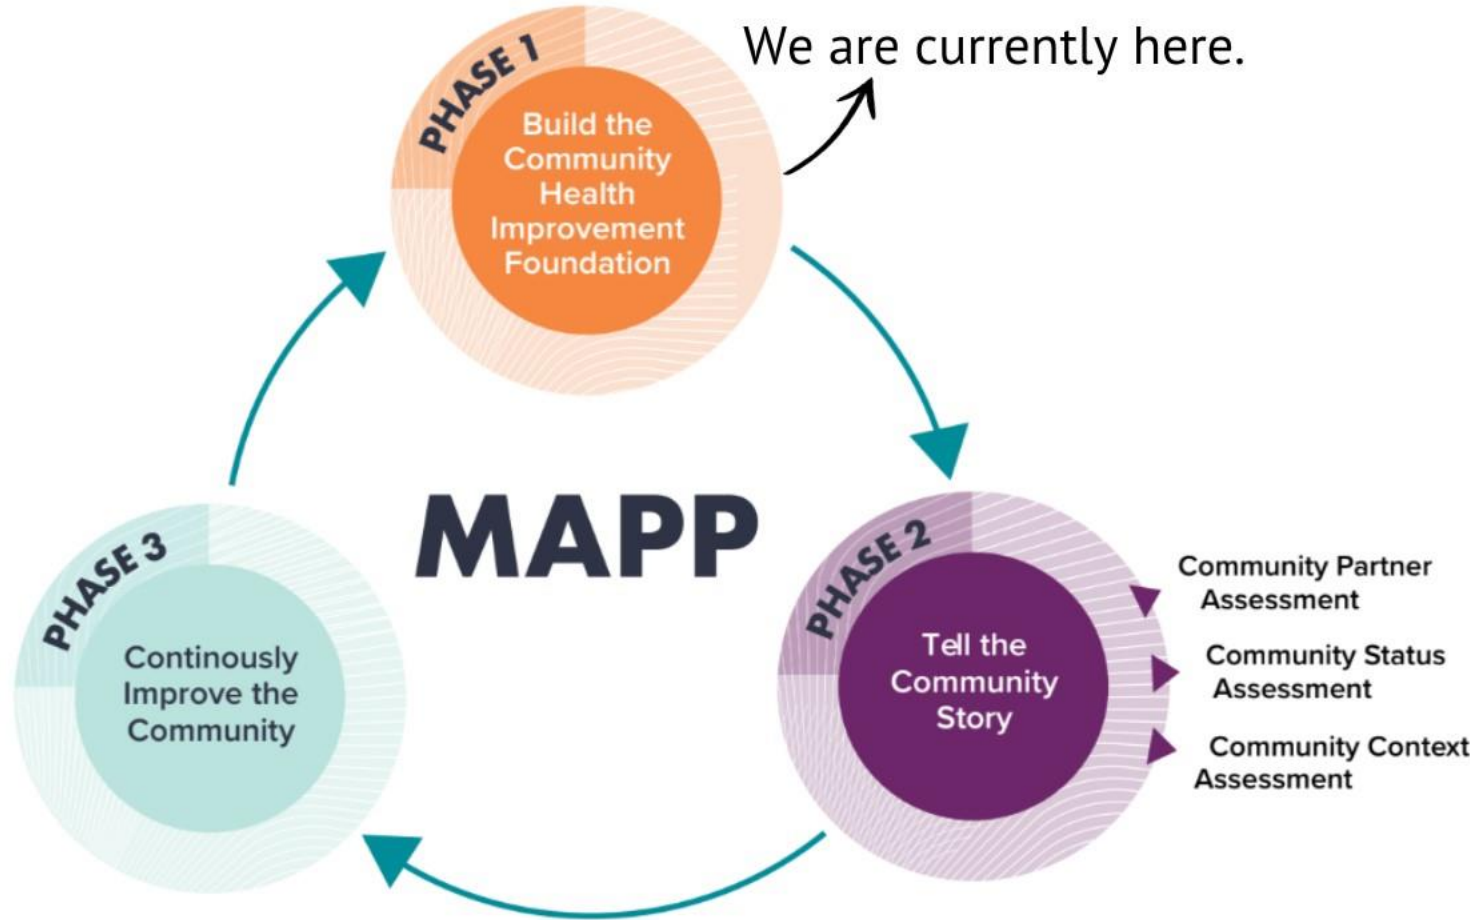 We are currently here.
PHASE 1
Build the
Community
Health
Improvement
Foundation
MAPP
PHASE 2
Tell the
Community
Story
Community Partner
Assessment
Community Status
Assessment
Community Context
Assessment
PHASE 3
Continously
Improve the
Community